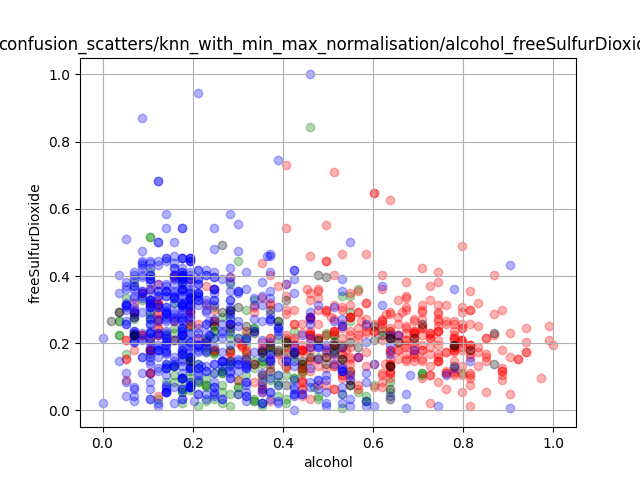 confusion_scatters/knn_with_min_max_normalisation/alcohol_freeSulfurDioxid
1.0
0.8
0.6
0.4
0.2
0.0
freeSulfurDioxide
0.0 0.2 0.4 0.6 0.8 1.0
alcohol